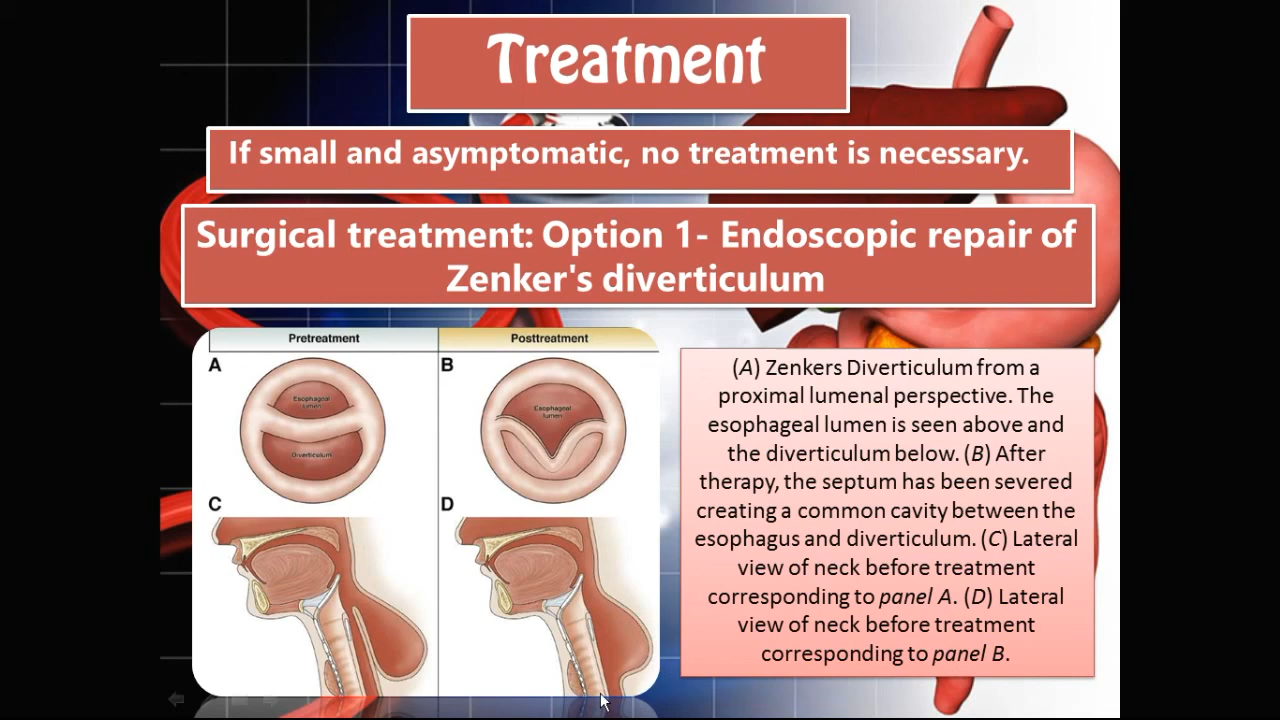 Treatment
If small and asymptomatic, no treatment is necessary.
Surgical treatment: Option 1- Endoscopic repair of
Zenker's diverticulum
Pretreatment
Posttreatment
A
B
Esophageal
lumen
Diverticulum
Esophageal
lumen
C
D
(A) Zenkers Diverticulum from a
proximal lumenal perspective. The
esophageal lumen is seen above and
the diverticulum below. (B) After
therapy, the septum has been severed
creating a common cavity between the
esophagus and diverticulum. (C) Lateral
view of neck before treatment
corresponding to panel A. (D) Lateral
view of neck before treatment
corresponding to panel B.